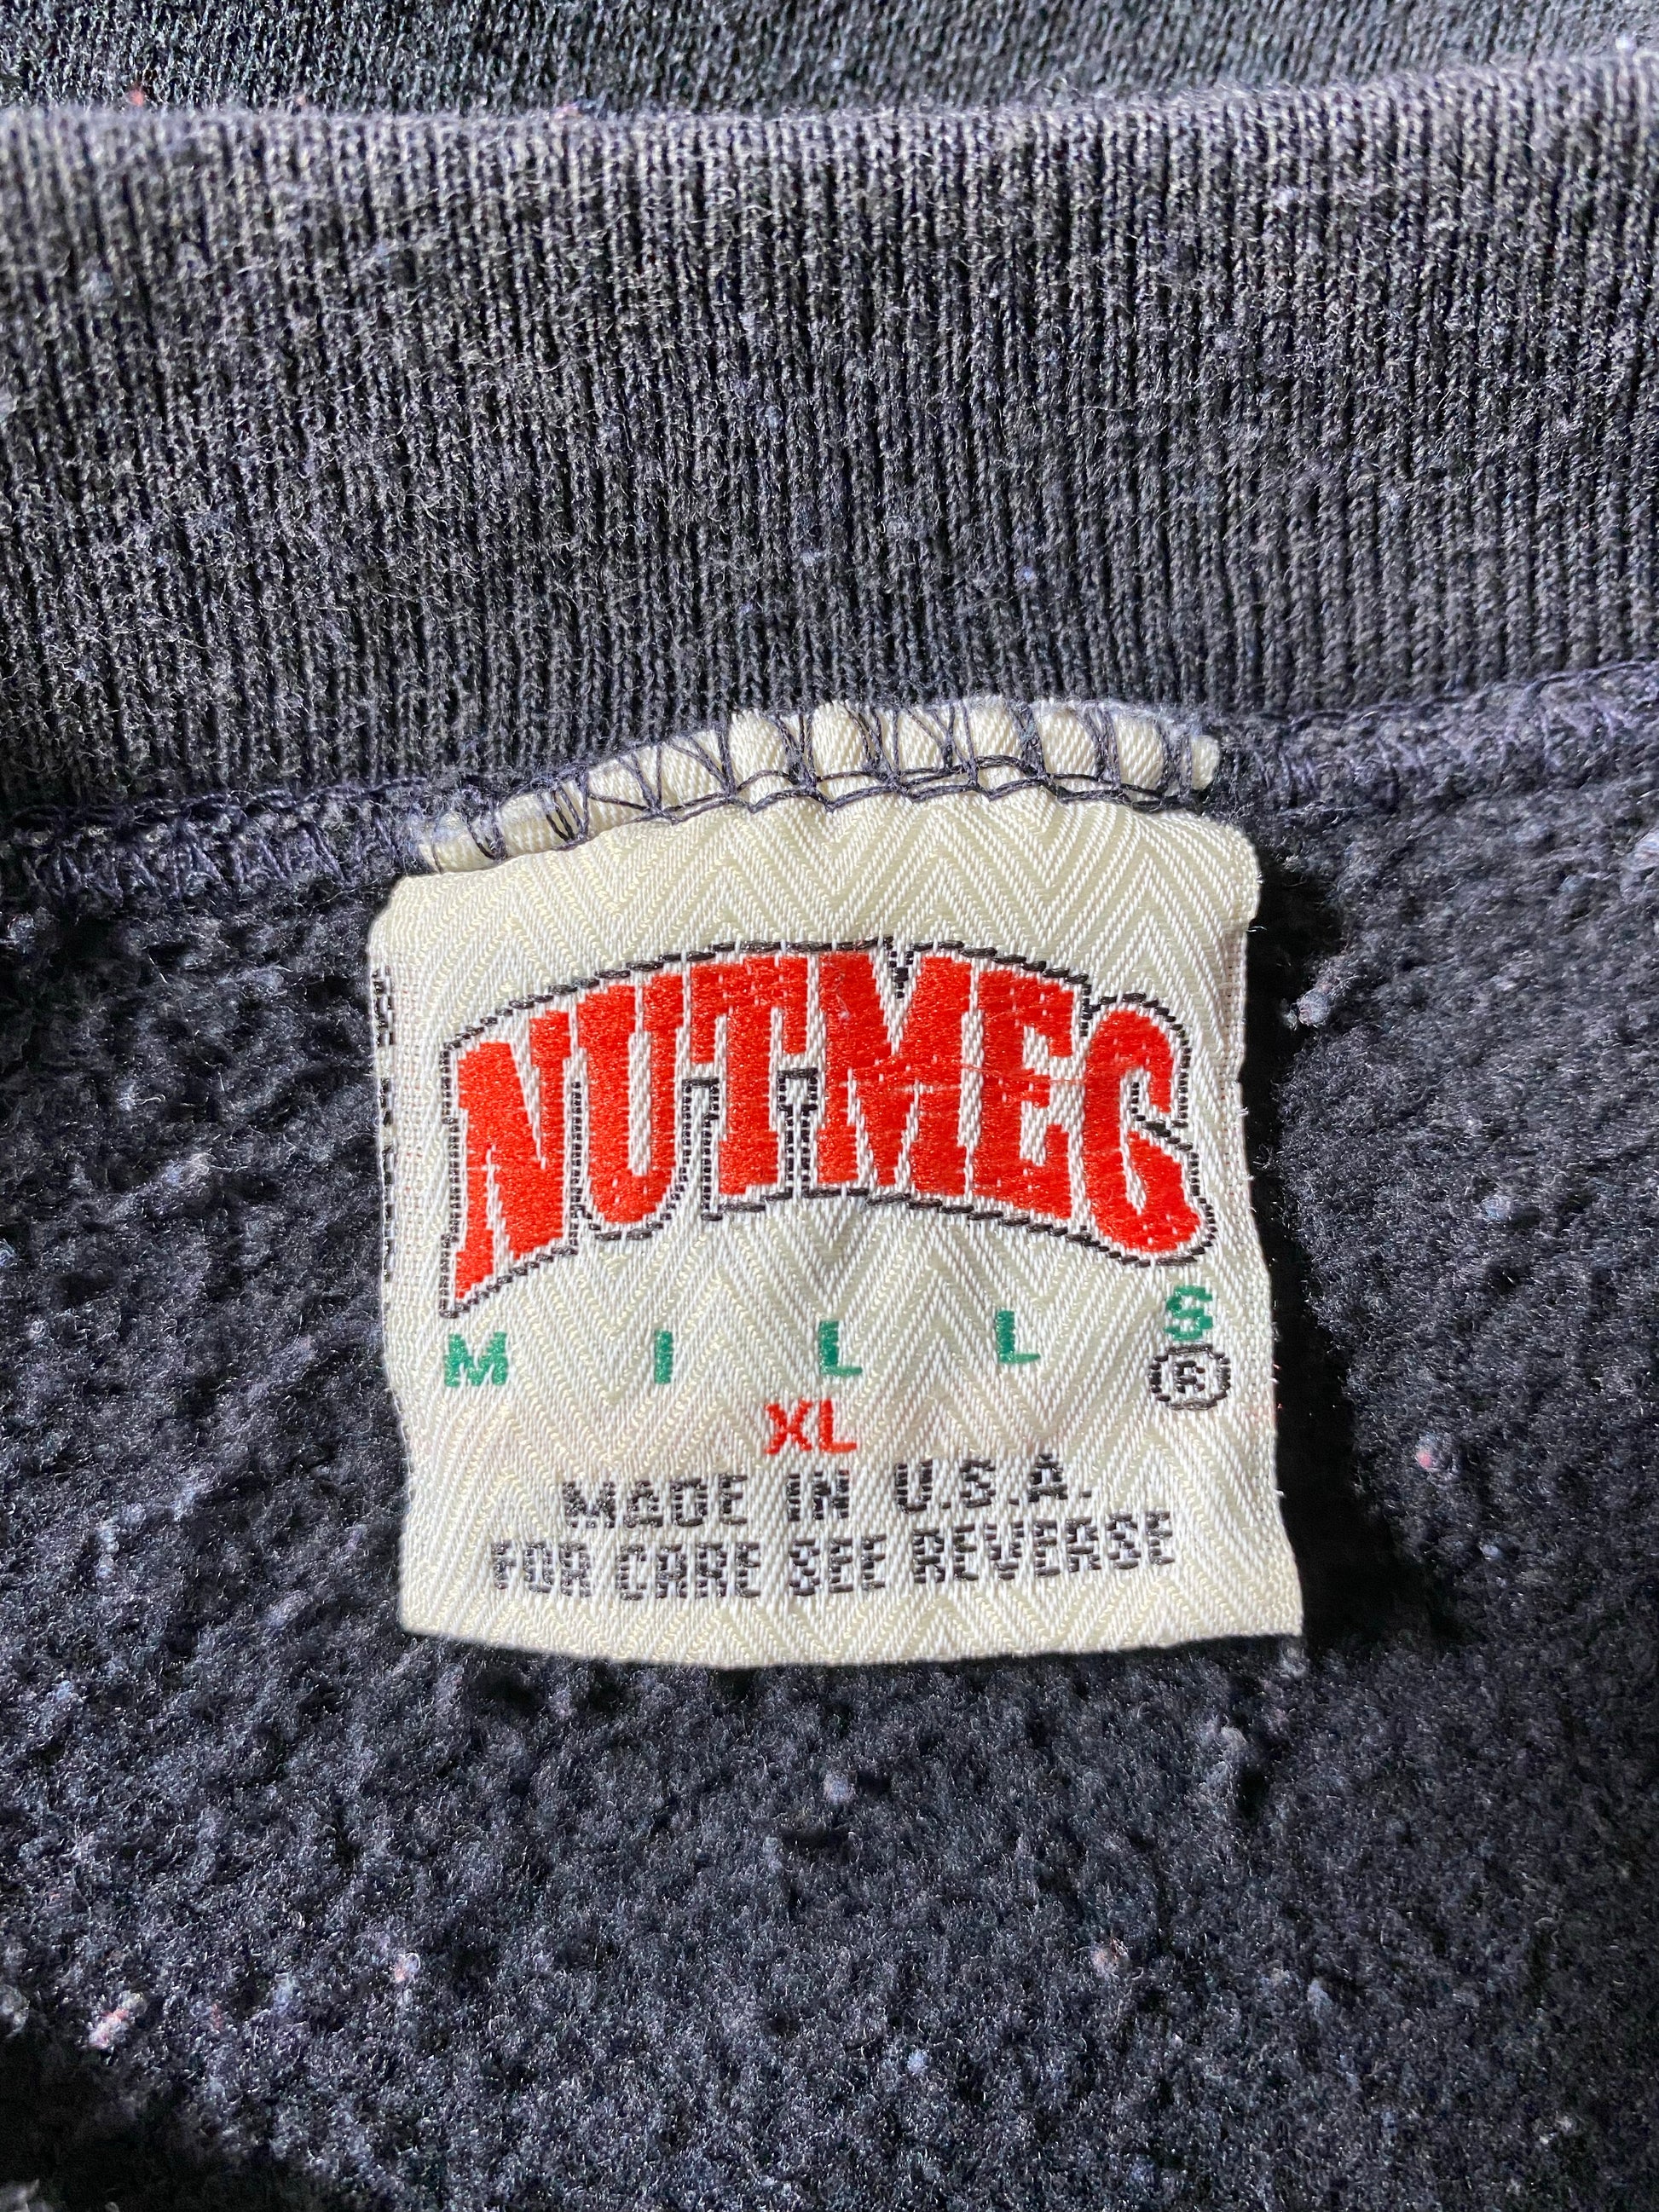 NUTMEG
MILLS
®
XL
MADE IN U.S.A.
FOR CARE SEE REVERSE